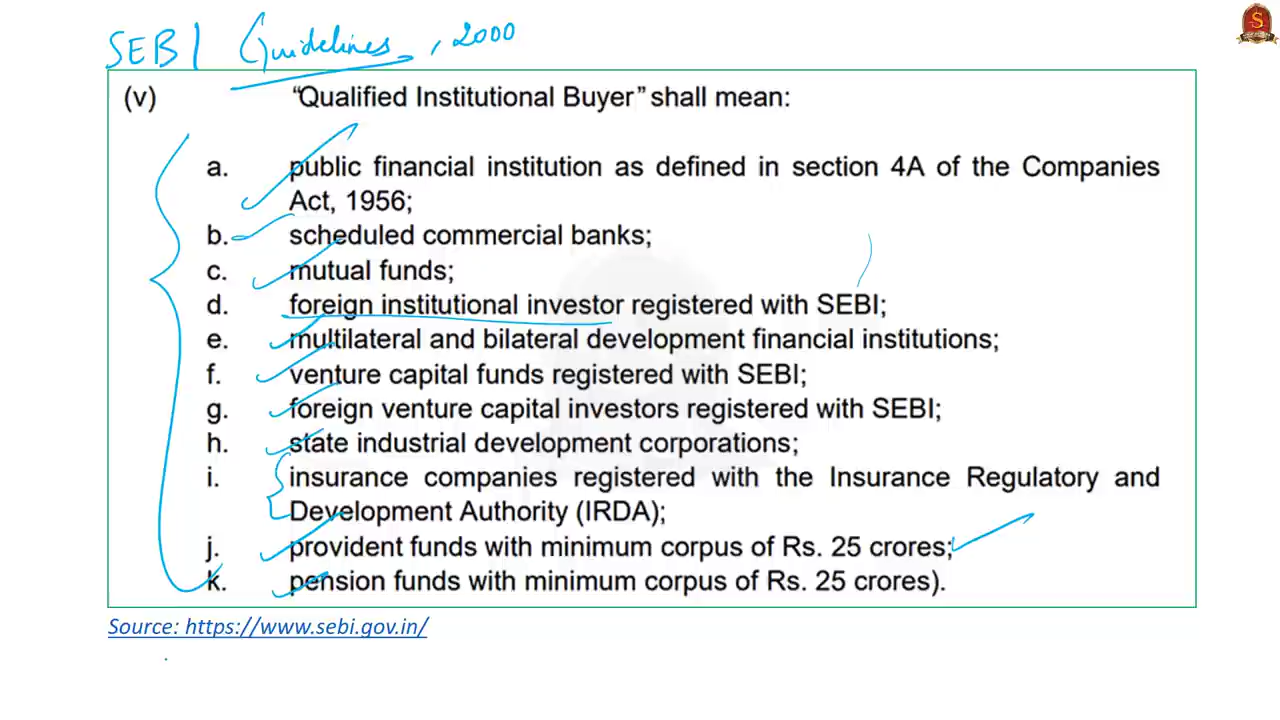 SEBI Guidelines, 2000
(v) “Qualified Institutional Buyer” shall mean:
a. public financial institution as defined in section 4A of the Companies
Act, 1956;
b. scheduled commercial banks;
c. mutual funds;
d. foreign institutional investor registered with SEBI;
e. multilateral and bilateral development financial institutions;
f. venture capital funds registered with SEBI;
g. foreign venture capital investors registered with SEBI;
h. state industrial development corporations;
i. insurance companies registered with the Insurance Regulatory and
Development Authority (IRDA);
j. provident funds with minimum corpus of Rs. 25 crores;
k. pension funds with minimum corpus of Rs. 25 crores).
Source: https://www.sebi.gov.in/